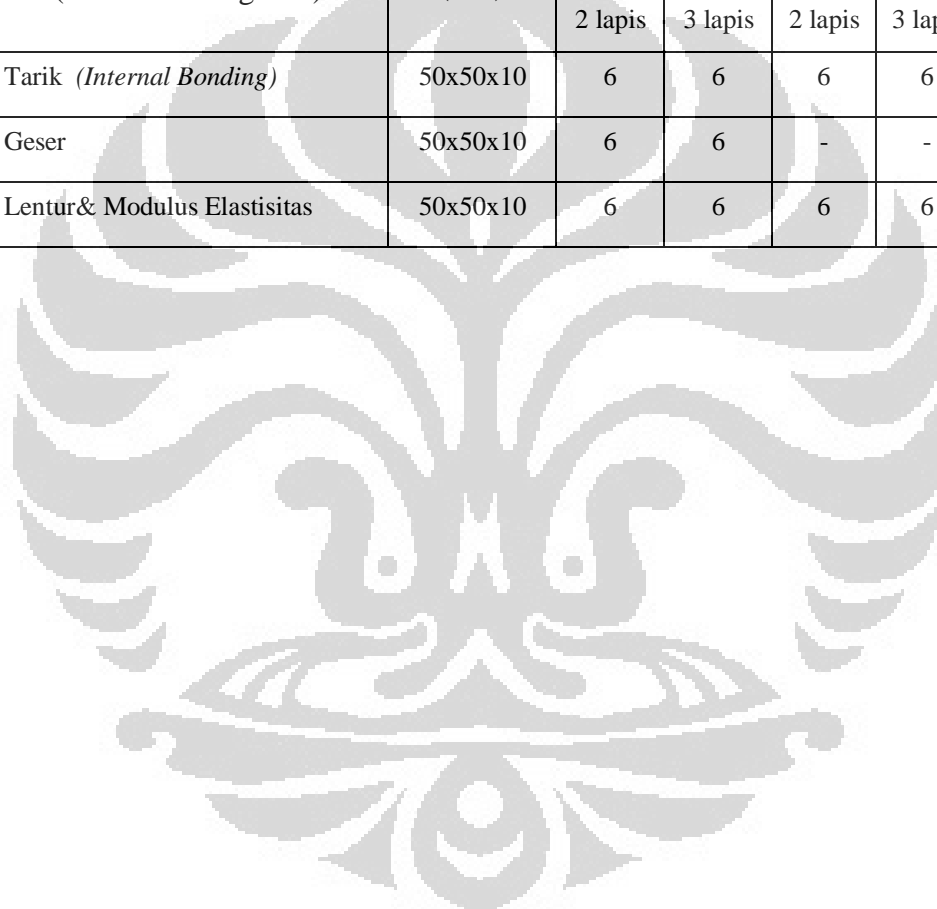 2 lapis 3 lapis 2 lapis
Tarik (Internal Bonding) 50x50x10 6 6 6 6
Geser 50x50x10 6 6 - -
Lentur& Modulus Elastisitas 50x50x10 6 6 6 6